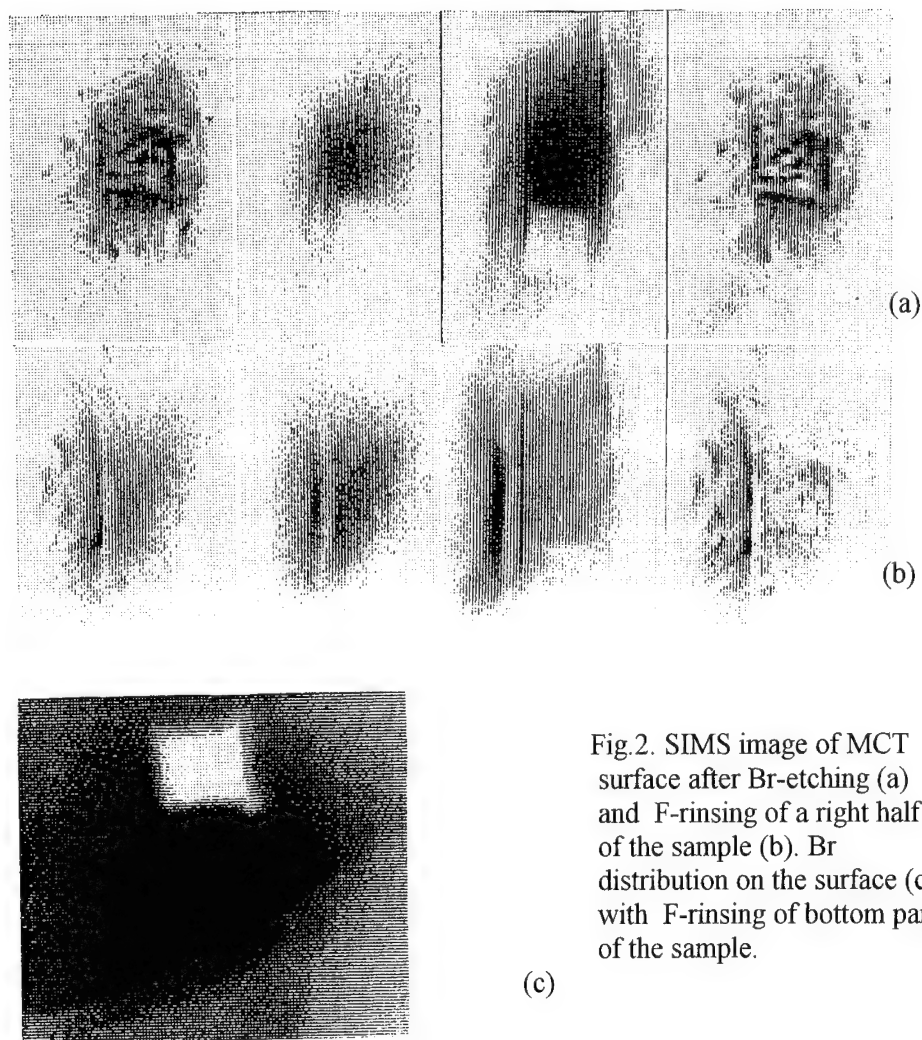 (a)
(b)
Fig.2. SIMS image of MCT
surface after Br-etching (a)
and F-rinsing of a right half
of the sample (b). Br
distribution on the surface (c
with F-rinsing of bottom par
of the sample.
(c)